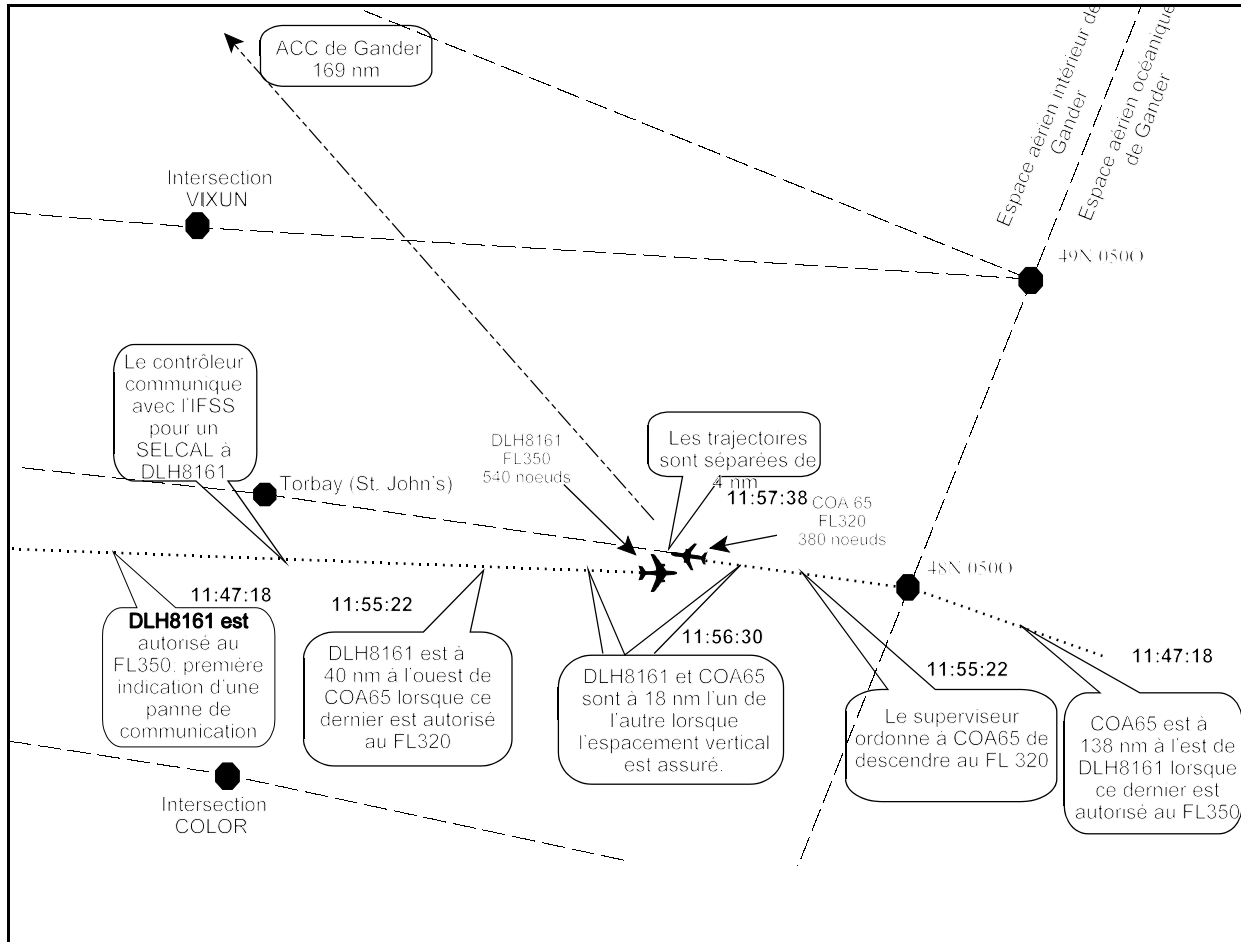 ACC de Gander
169 nm
Espace aérien intérieur de
Gander
Espace aérien océanique
de Gander
Intersection
VIXUN
49N 050O
Le contrôleur
communique
avec l'IFSS
pour un
SELCAL à
DLH8161
Torbay (St. John's)
DLH8161
FL350
540 noeuds
Les trajectoires
sont séparées de
4 nm
11:57:38
COA 65
FL320
380 noeuds
48N 050O
11:47:18
DLH8161 est
autorisé au
FL350. première
indication d'une
panne de
communication
11:55:22
DLH8161 est à
40 nm à l'ouest de
COA65 lorsque ce
dernier est autorisé
au FL320
11:56:30
DLH8161 et COA65
sont à 18 nm l'un de
l'autre lorsque
l'espacement vertical
est assuré.
11:55:22
Le superviseur
ordonne à COA65 de
descendre au FL 320
11:47:18
COA65 est à
138 nm à l'est de
DLH8161 lorsque
ce dernier est
autorisé au FL350
Intersection
COLOR